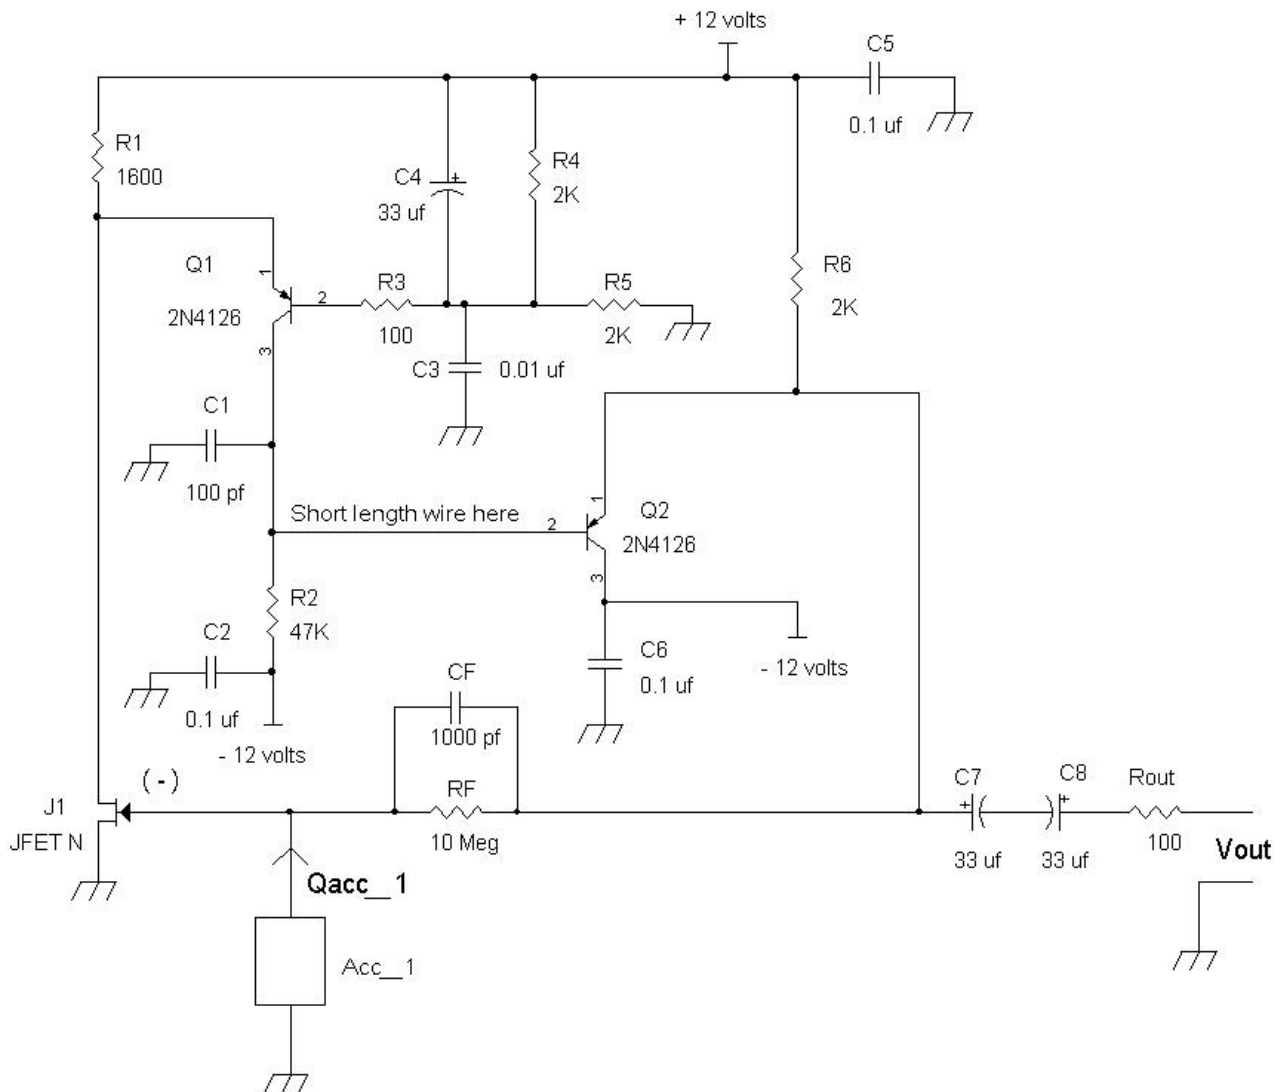 + 12 volts
C5
0.1 uf
R1
1600
C4
+
33 uf
R4
2K
R6
2K
Q1
2N4126
1
2
3
R3
100
R5
2K
C3
0.01 uf
C1
100 pf
Short length wire here
2
1
3
Q2
2N4126
R2
47K
C2
0.1 uf
- 12 volts
C6
0.1 uf
- 12 volts
CF
1000 pf
(-)
J1
JFET N
RF
10 Meg
C7
+
33 uf
C8
+
33 uf
Rout
100
Vout
Qacc__1
Acc__1